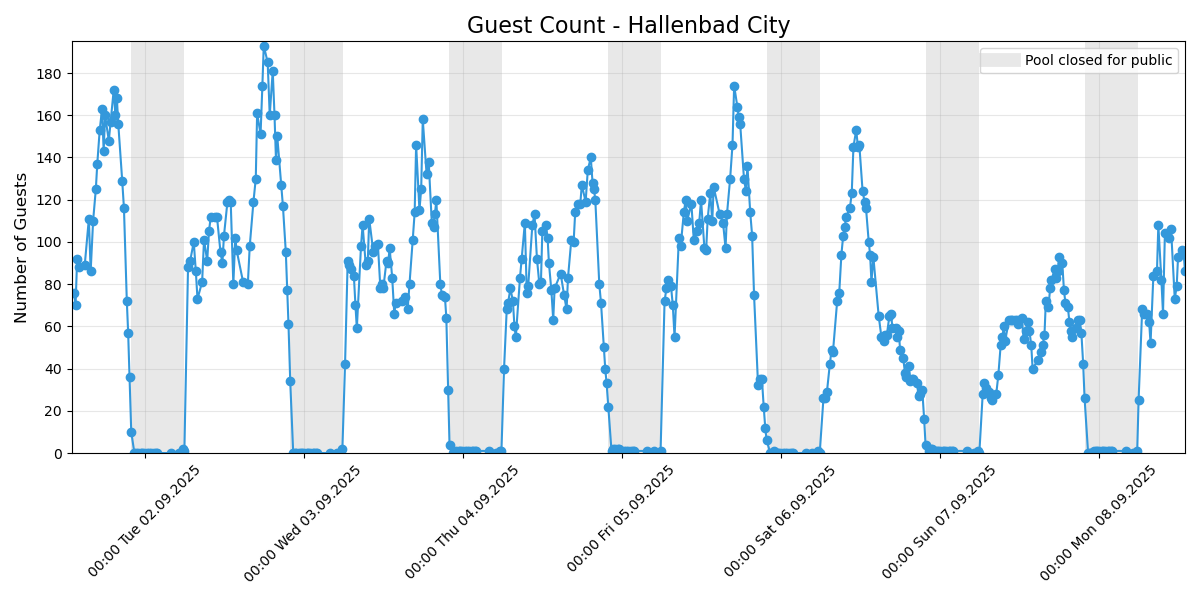 Guest Count - Hallenbad City
Pool closed for public
Number of Guests
180
160
140
120
100
80
60
40
20
0
00:00 Tue 02.09.2025
00:00 Wed 03.09.2025
00:00 Thu 04.09.2025
00:00 Fri 05.09.2025
00:00 Sat 06.09.2025
00:00 Sun 07.09.2025
00:00 Mon 08.09.2025